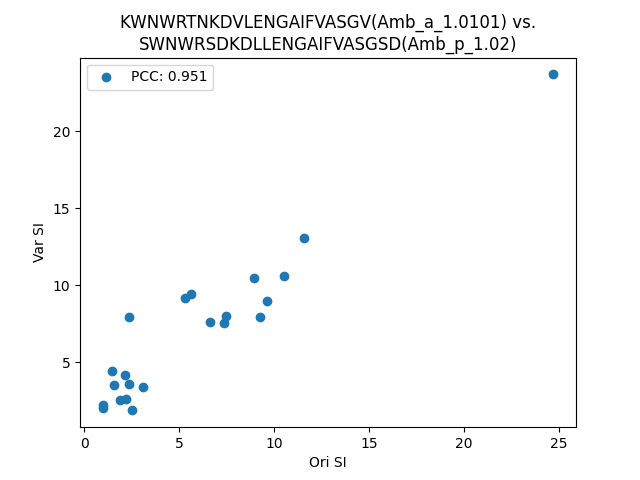 KWNWRTNKDVLENGAIFVASGV(Amb_a_1.0101) vs.
SWNWRSDKDLLENGAIFVASGSD(Amb_p_1.02)
PCC: 0.951
20
15
10
5
Var SI
0 5 10 15 20 25
Ori SI